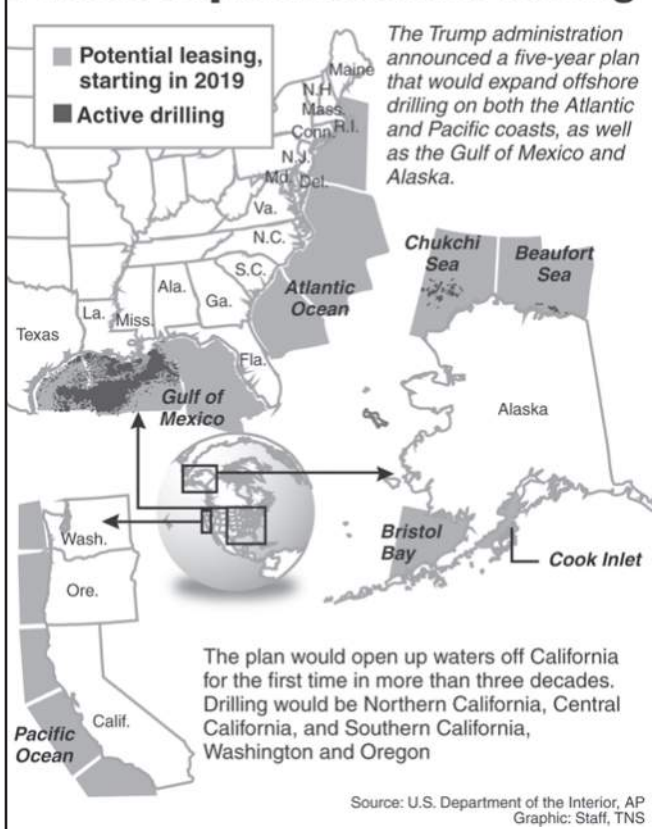 Potential leasing,
starting in 2019
Active drilling
The Trump administration
announced a five-year plan
that would expand offshore
drilling on both the Atlantic
and Pacific coasts, as well
as the Gulf of Mexico and
Alaska.
Maine
N.H.
Mass.
Conn.
R.I.
N.J.
Md.
Del.
Va.
N.C.
S.C.
Ala.
Ga.
La.
Miss.
Texas
Fla.
Atlantic
Ocean
Gulf of
Mexico
Chukchi
Sea
Beaufort
Sea
Alaska
Bristol
Bay
Cook Inlet
Wash.
Ore.
Calif.
Pacific
Ocean
The plan would open up waters off California
for the first time in more than three decades.
Drilling would be Northern California, Central
California, and Southern California,
Washington and Oregon
Source: U.S. Department of the Interior, AP
Graphic: Staff, TNS